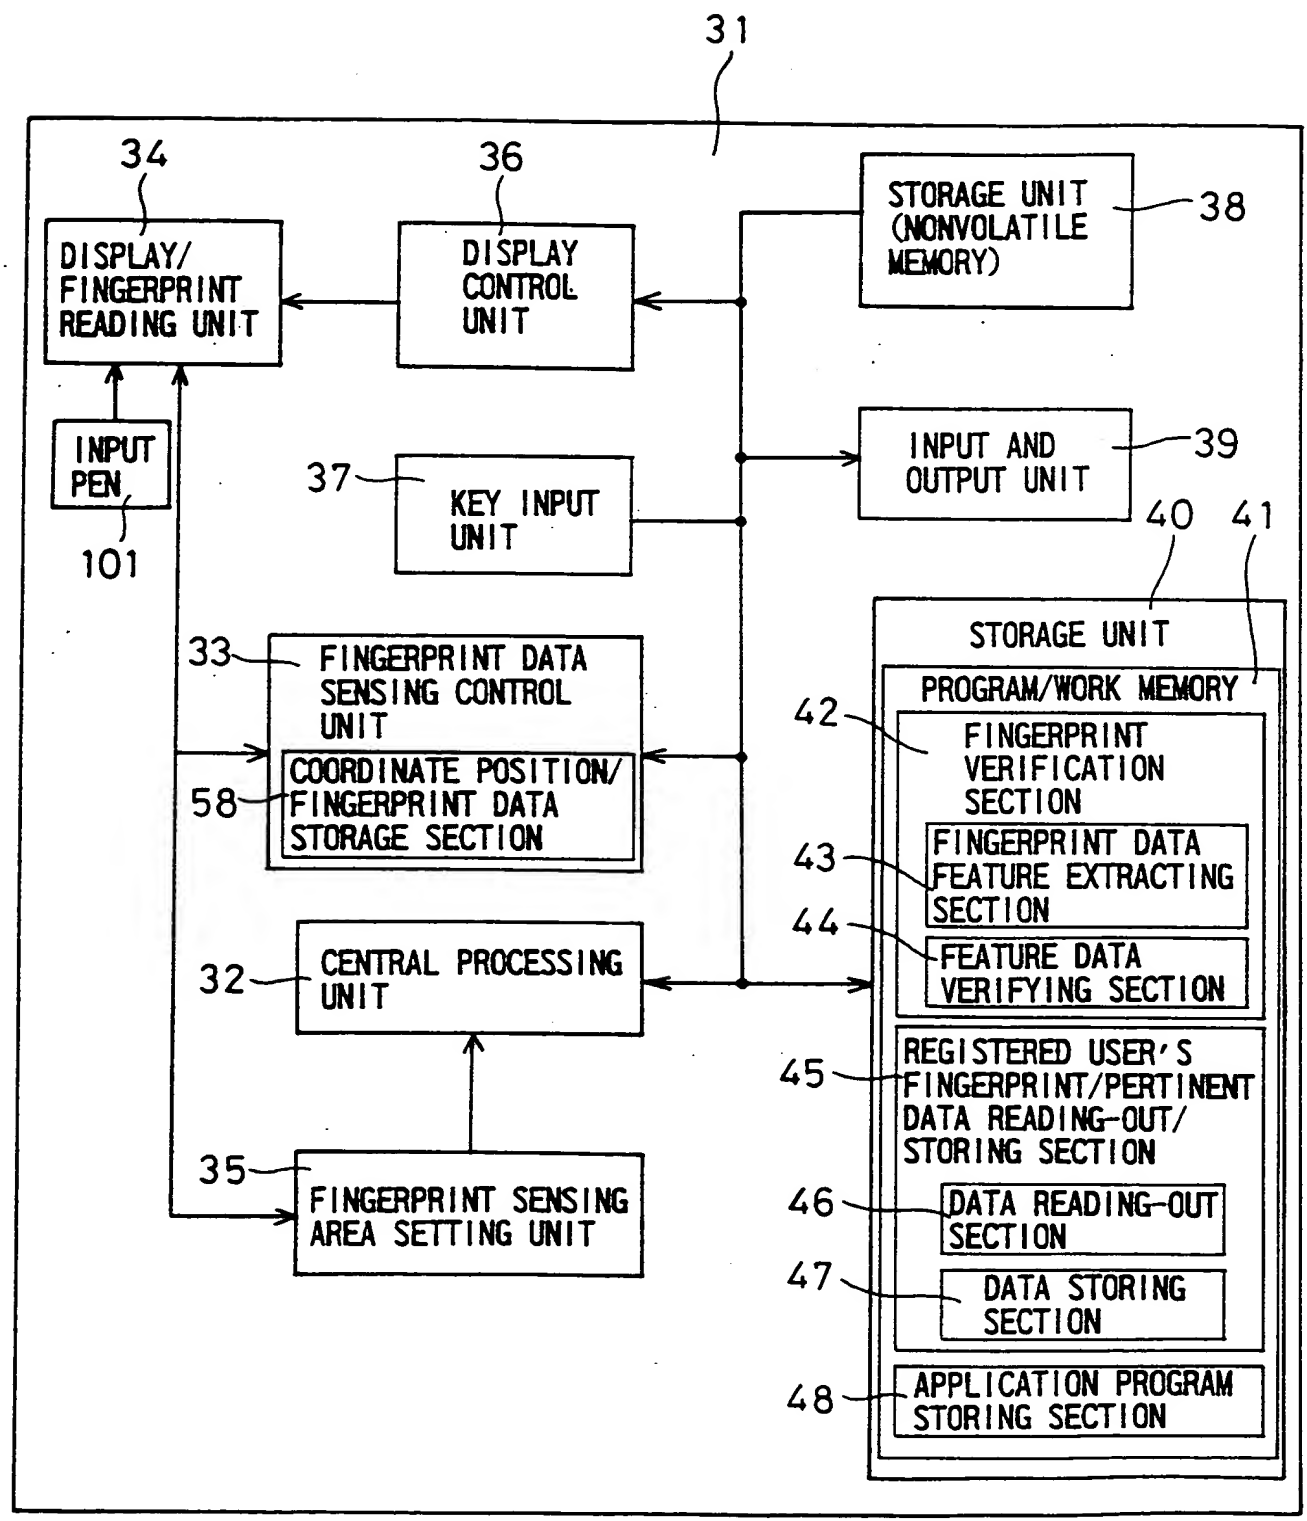 31
34
DISPLAY/
FINGERPRINT
READING UNIT
36
DISPLAY
CONTROL
UNIT
STORAGE UNIT
(NONVOLATILE
MEMORY)
38
INPUT
PEN
101
37
KEY INPUT
UNIT
INPUT AND
OUTPUT UNIT
39
33
FINGERPRINT DATA
SENSING CONTROL
UNIT
58
COORDINATE POSITION/
FINGERPRINT DATA
STORAGE SECTION
32
CENTRAL PROCESSING
UNIT
35
FINGERPRINT SENSING
AREA SETTING UNIT
40
41
STORAGE UNIT
PROGRAM/WORK MEMORY
42
FINGERPRINT
VERIFICATION
SECTION
43
FINGERPRINT DATA
FEATURE EXTRACTING
SECTION
44
FEATURE DATA
VERIFYING SECTION
45
REGISTERED USER'S
FINGERPRINT/PERTINENT
DATA READING-OUT/
STORING SECTION
46
DATA READING-OUT
SECTION
47
DATA STORING
SECTION
48
APPLICATION PROGRAM
STORING SECTION